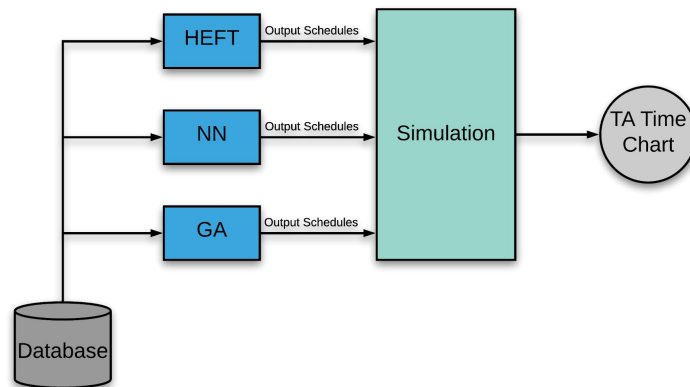 HEFT
Output Schedules
NN
Output Schedules
GA
Output Schedules
Simulation
TA Time
Chart
Database